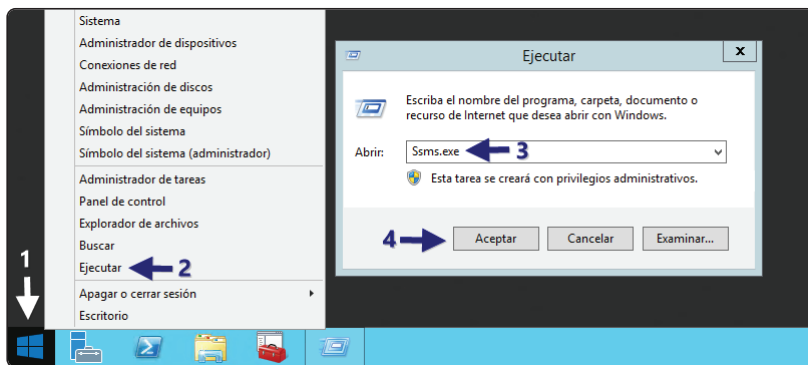 Sistema
Administrador de dispositivos
Conexiones de red
Administración de discos
Administración de equipos
Símbolo del sistema
Símbolo del sistema (administrador)
Administrador de tareas
Panel de control
Explorador de archivos
Buscar
Ejecutar 2
Apagar o cerrar sesión
Escritorio
1
Ejecutar
x
Escriba el nombre del programa, carpeta, documento o
recurso de Internet que desea abrir con Windows.
Abrir: Ssms.exe 3
Esta tarea se creará con privilegios administrativos.
4 Aceptar Cancelar Examinar...